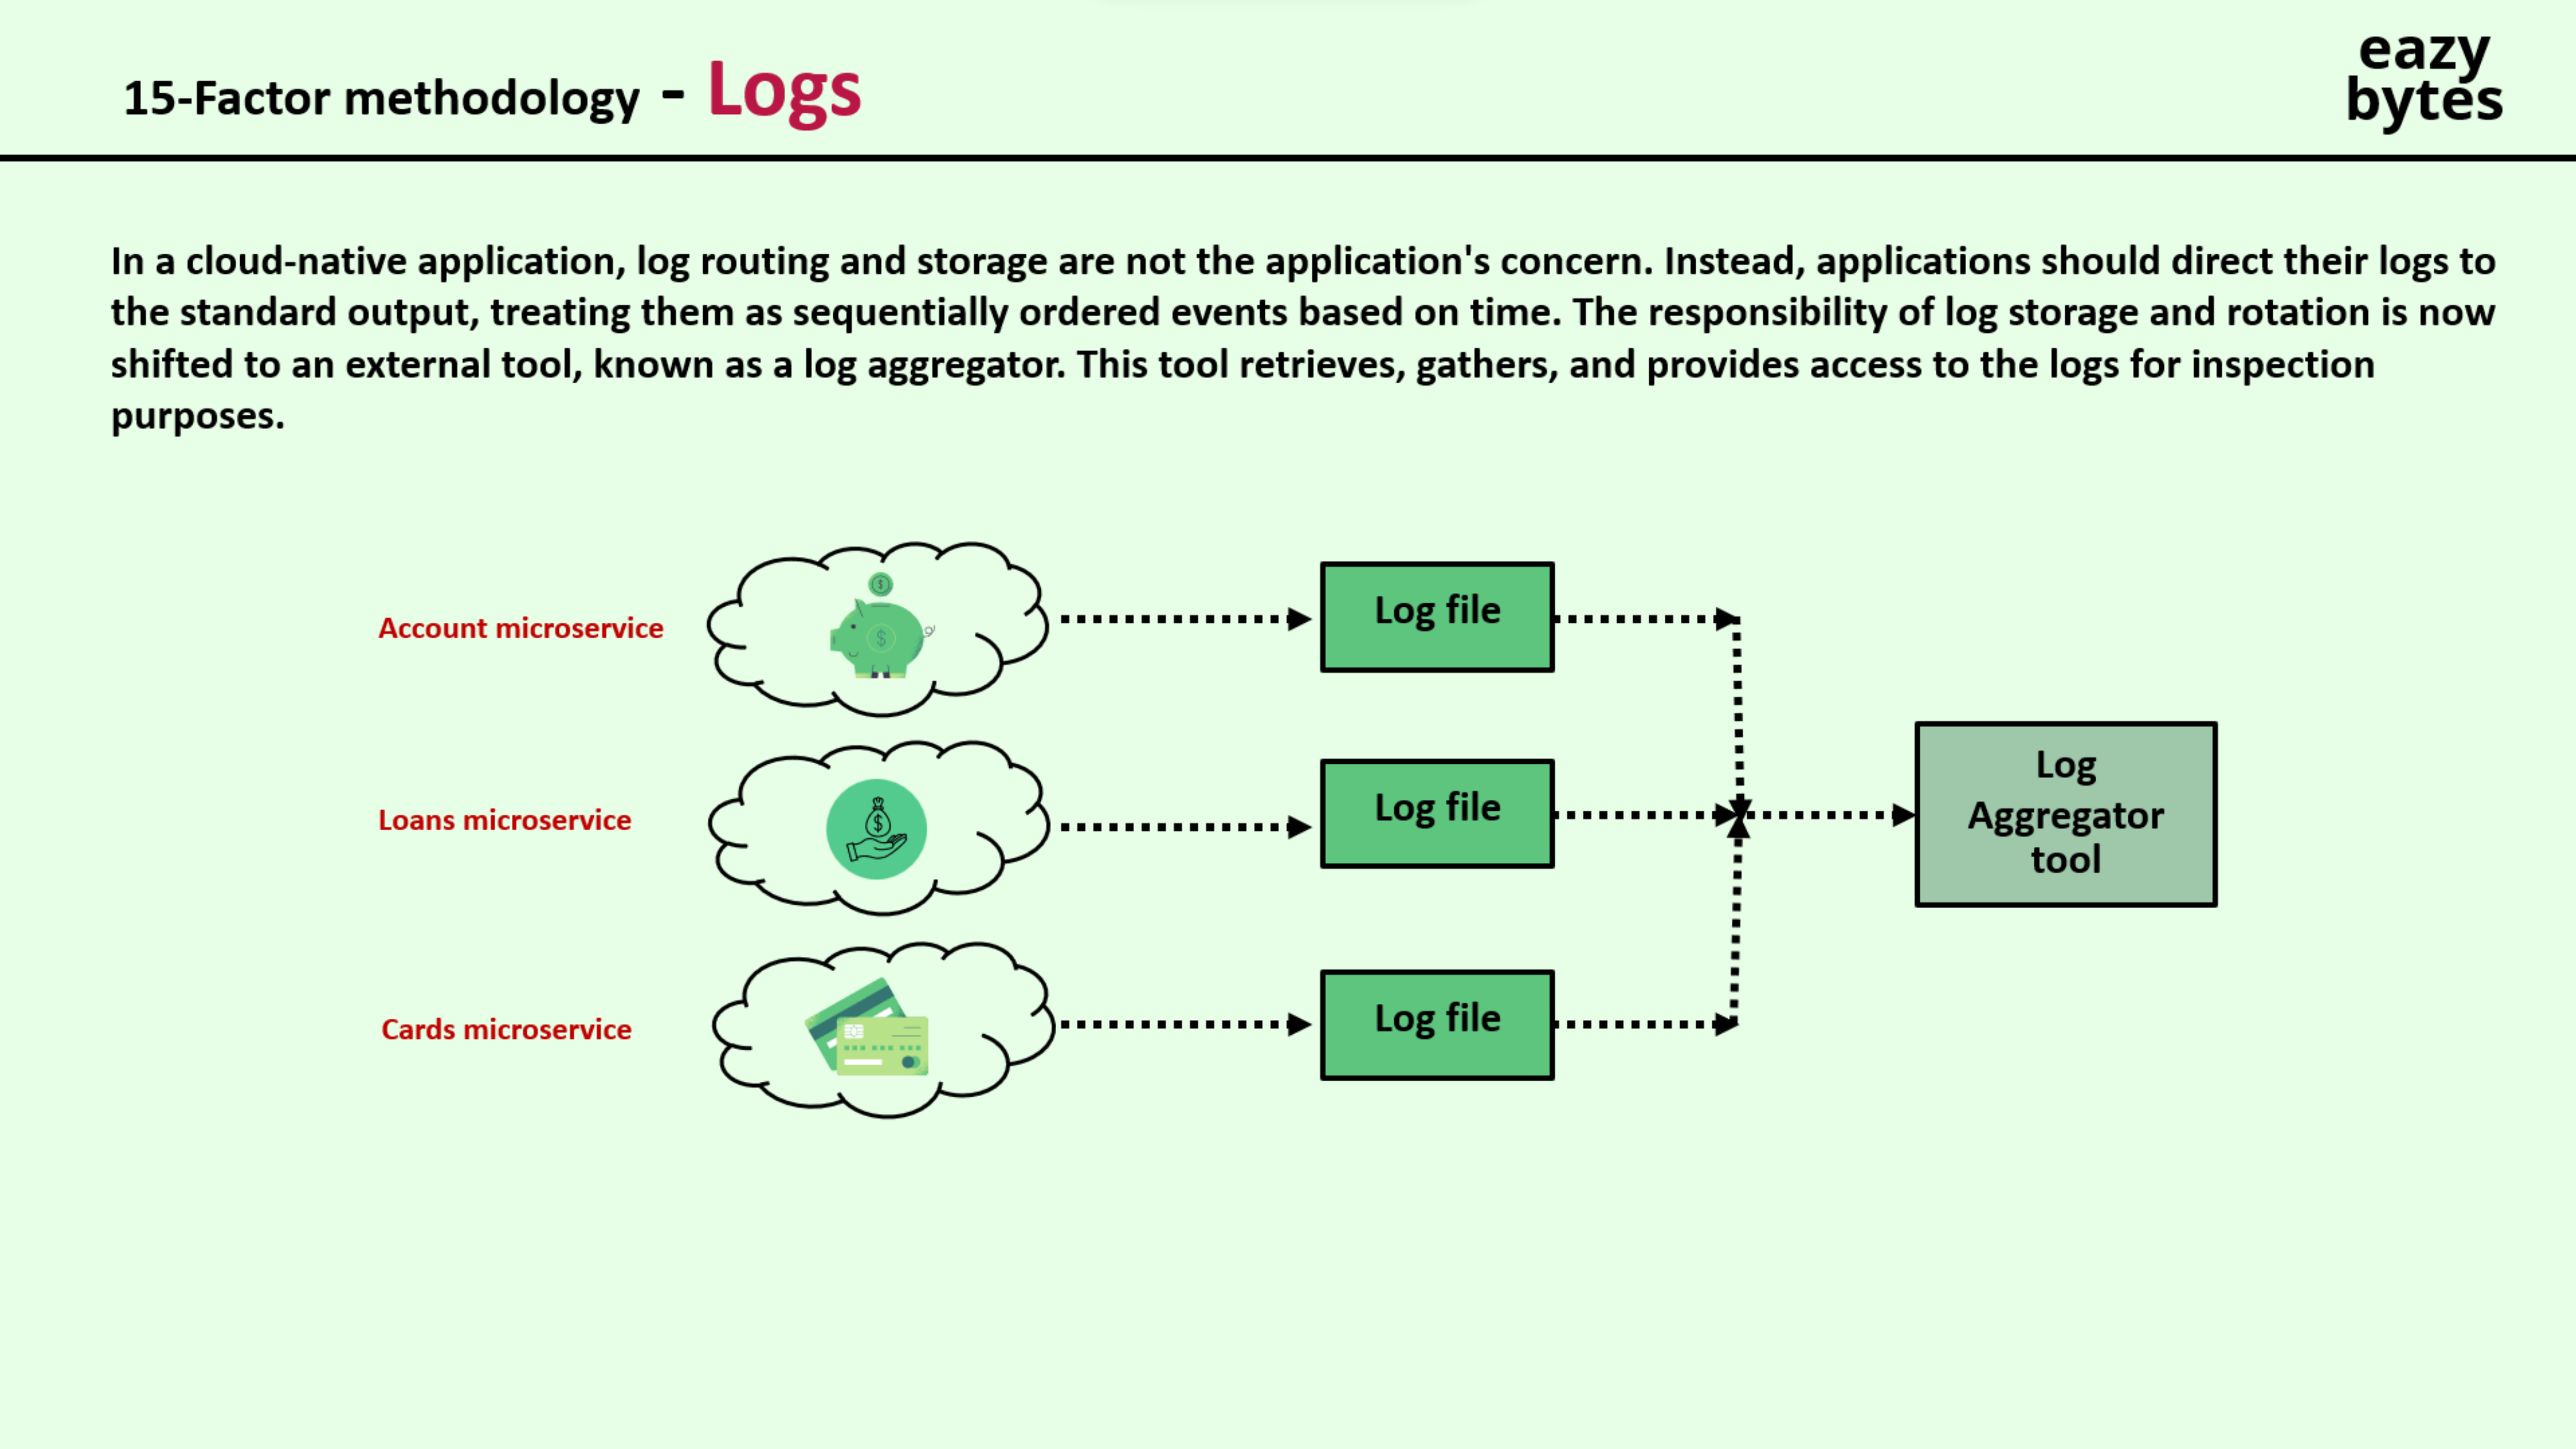 15-Factor methodology - Logs
eazy
bytes
In a cloud-native application, log routing and storage are not the application's concern. Instead, applications should direct their logs to
the standard output, treating them as sequentially ordered events based on time. The responsibility of log storage and rotation is now
shifted to an external tool, known as a log aggregator. This tool retrieves, gathers, and provides access to the logs for inspection
purposes.
Account microservice
$
$
Log file
Loans microservice
$
Log file
Log
Aggregator
tool
Cards microservice
Log file